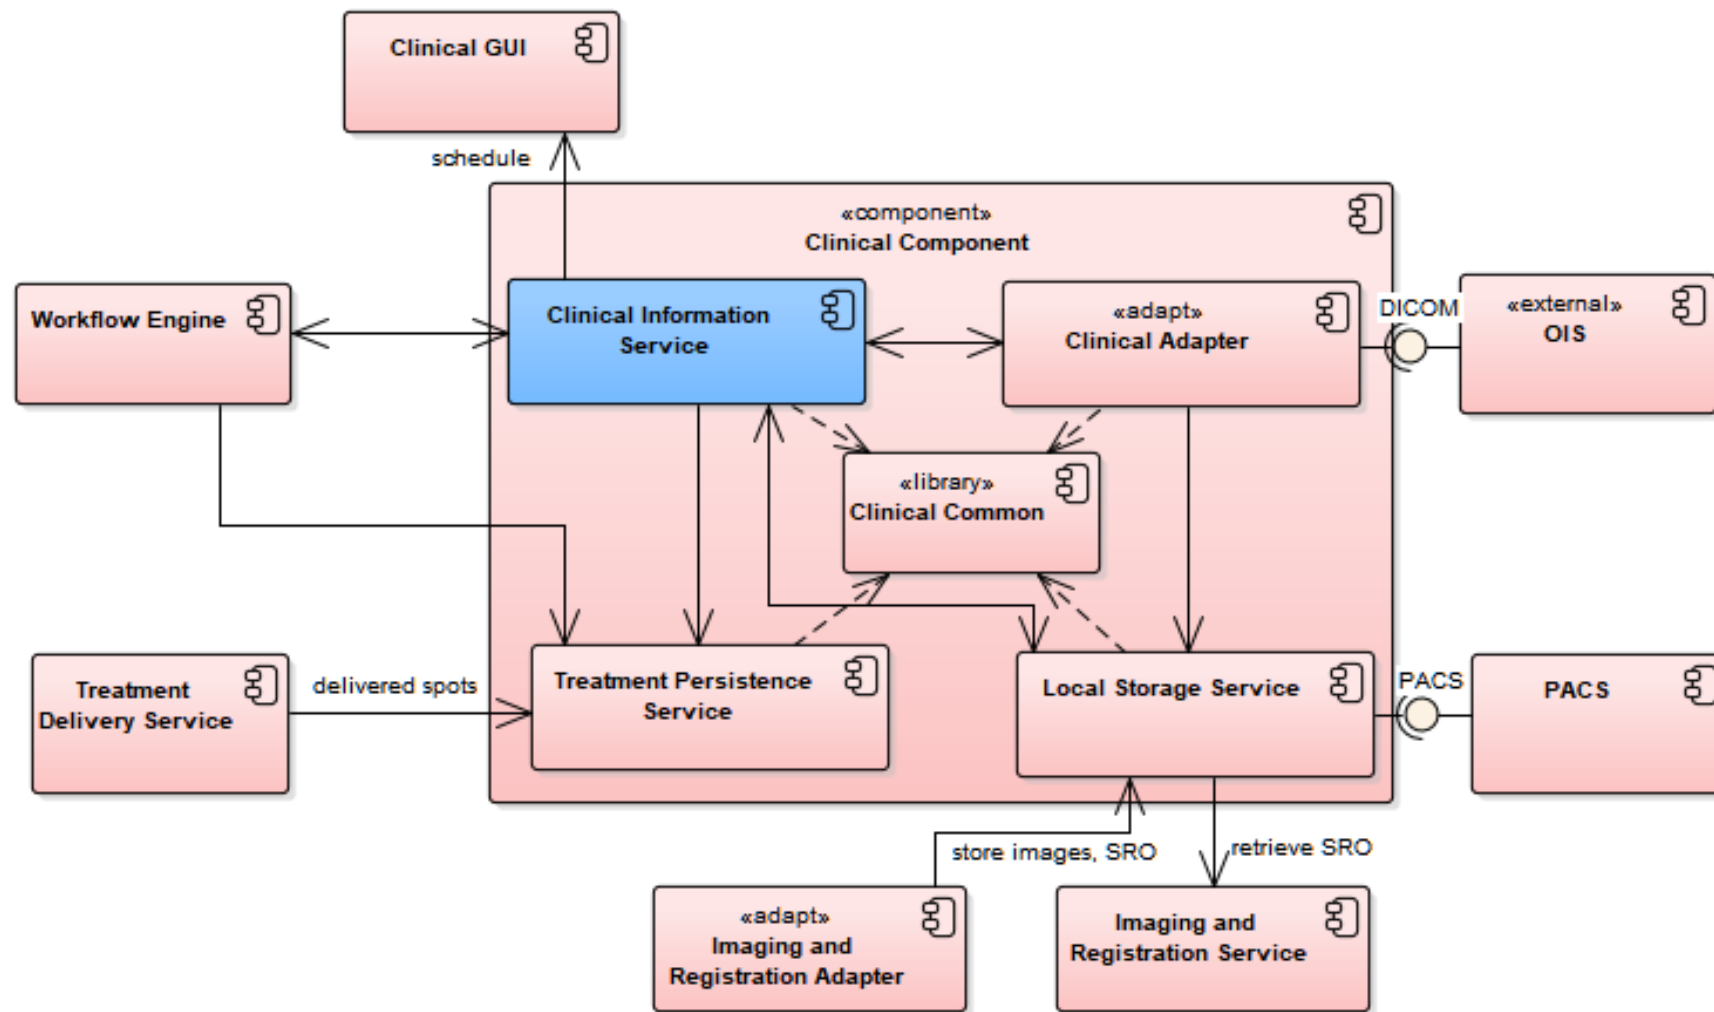 Clinical GUI
schedule
«component»
Clinical Component
Workflow Engine
Clinical Information
Service
«adapt»
Clinical Adapter
DICOM
«external»
OIS
«library»
Clinical Common
Treatment
Delivery Service
delivered spots
Treatment Persistence
Service
Local Storage Service
PACS
PACS
store images, SRO
retrieve SRO
«adapt»
Imaging and
Registration Adapter
Imaging and
Registration Service